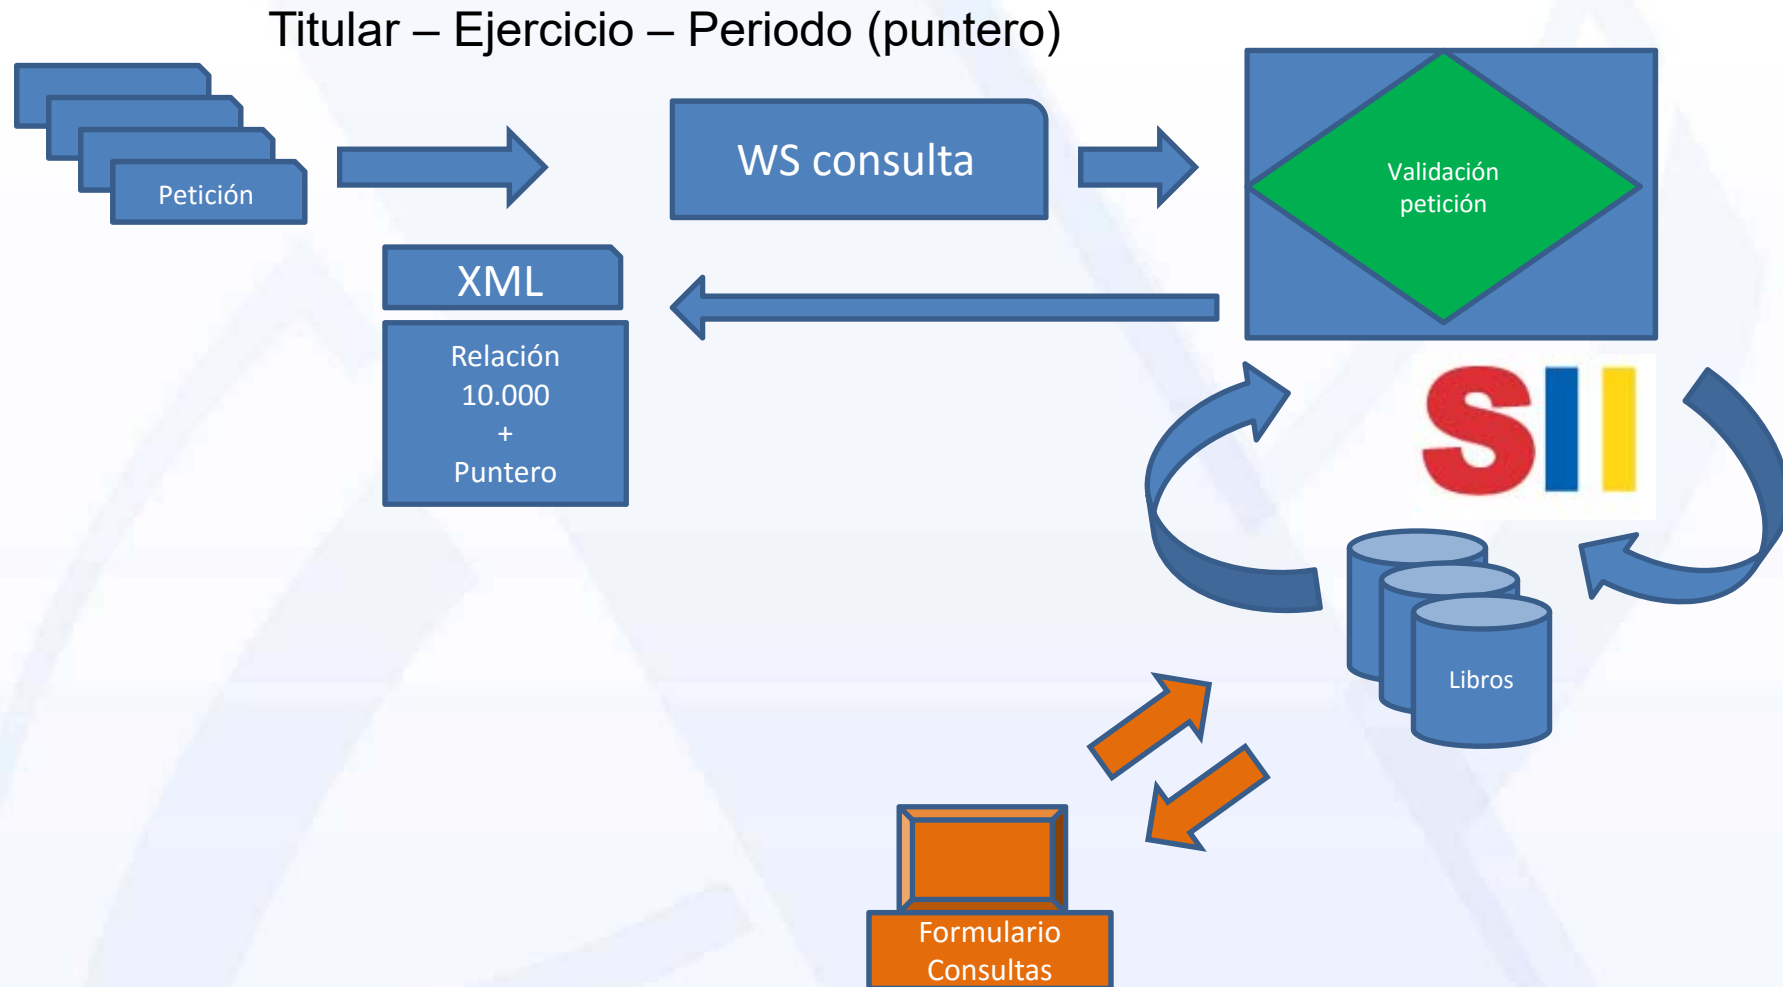 Titular – Ejercicio – Periodo (puntero)
Petición
WS consulta
Validación
petición
XML
Relación
10.000
+
Puntero
SII
Libros
Formulario
Consultas